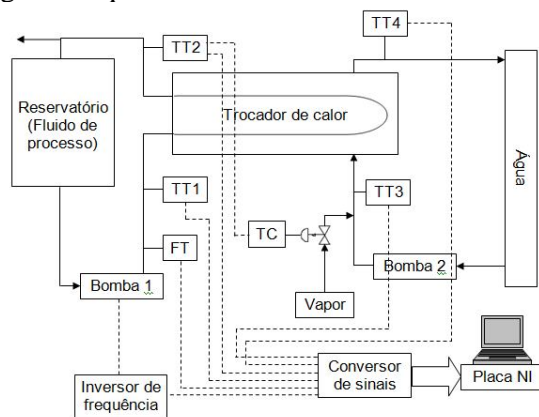 TT4
TT2
Reservatório
(Fluido de
processo)
Trocador de calor
Água
TT1
TT3
TC
FT
Bomba 1
Bomba 2
Vapor
Inversor de
frequência
Conversor
de sinais
Placa NI